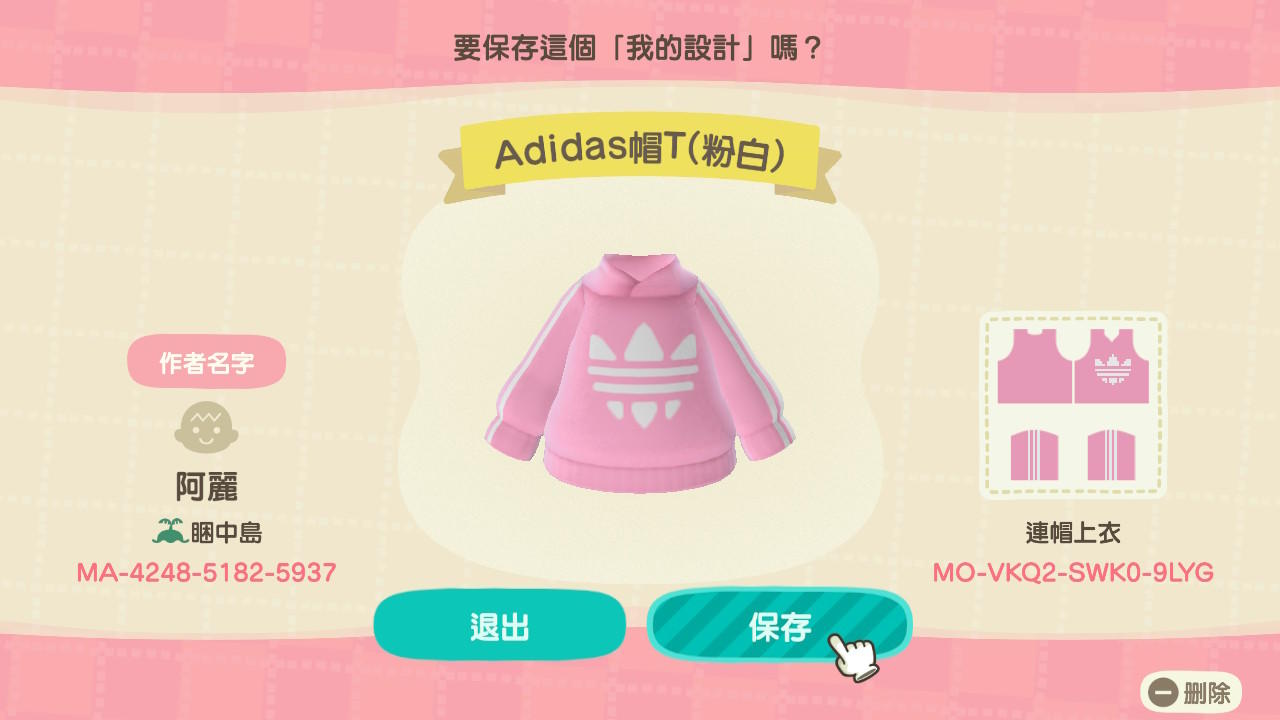 要保存這個「我的設計」嗎？
Adidas帽T(粉白)
作者名字
阿麗
睏中島
MA-4248-5182-5937
連帽上衣
MO-VKQ2-SWK0-9LYG
退出
保存
刪除